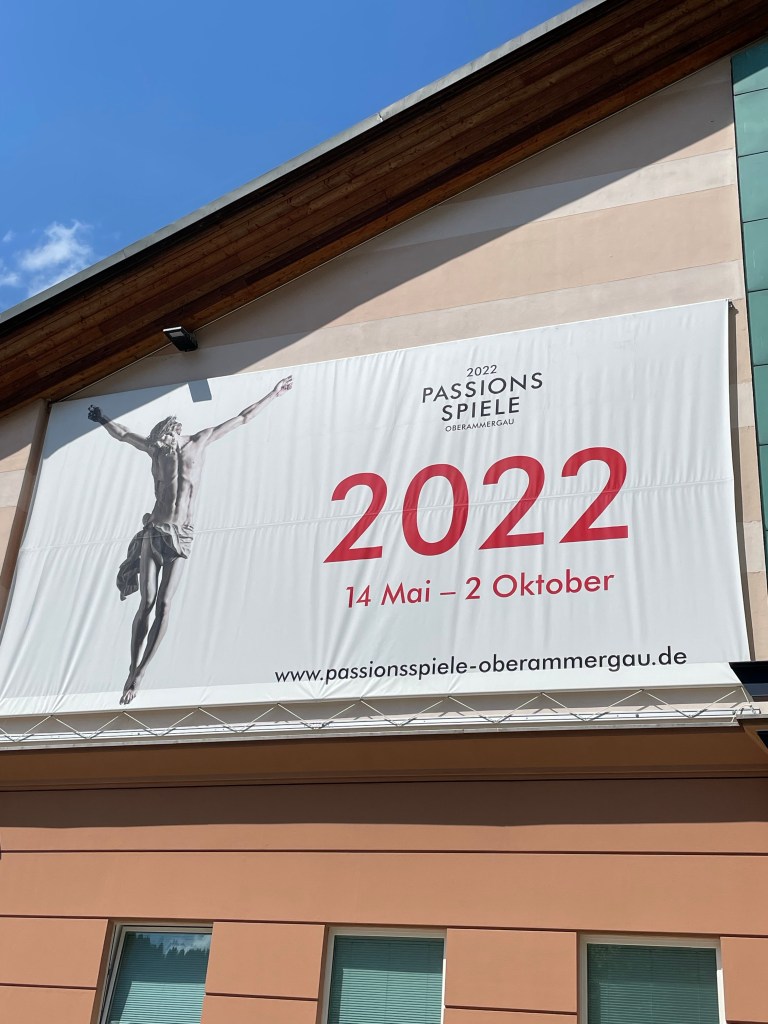 2022
PASSIONS
SPIELE
OBERAMMERGAU
2022
14 Mai – 2 Oktober
www.passionsspiele-oberammergau.de